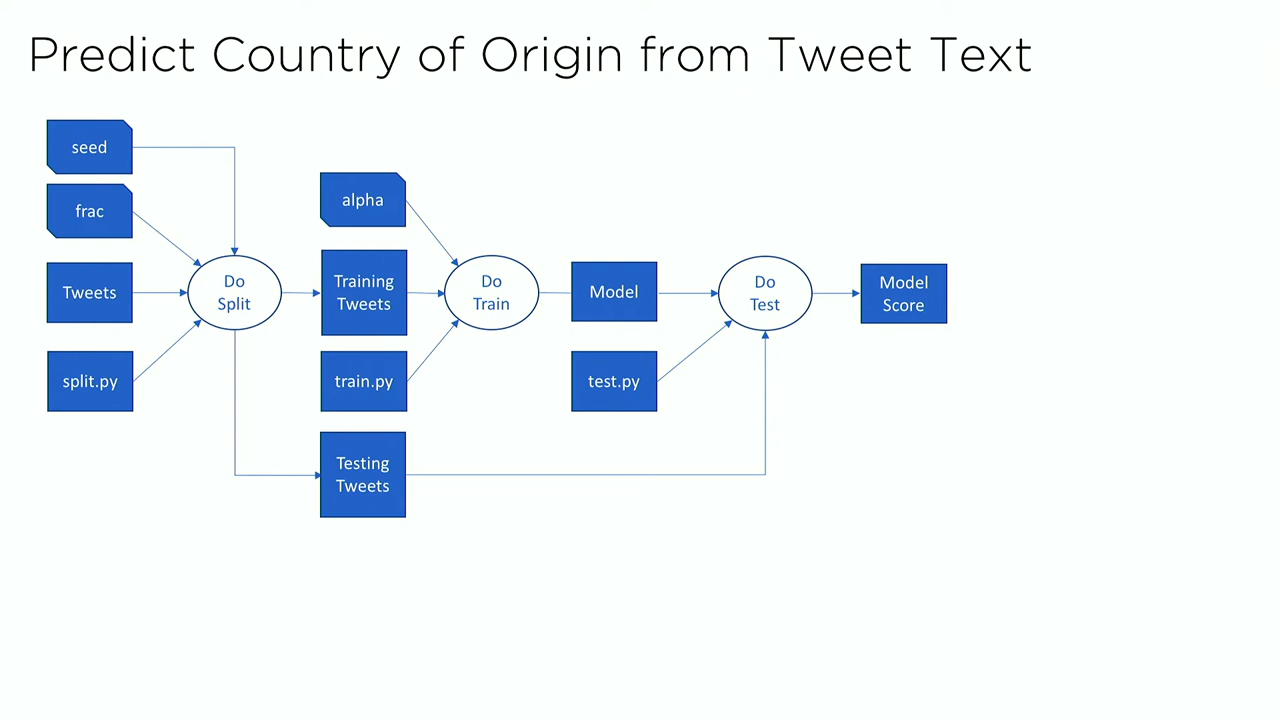 Predict Country of Origin from Tweet Text
seed
frac
Tweets
split.py
Do
Split
alpha
Training
Tweets
train.py
Testing
Tweets
Do
Train
Model
test.py
Do
Test
Model
Score